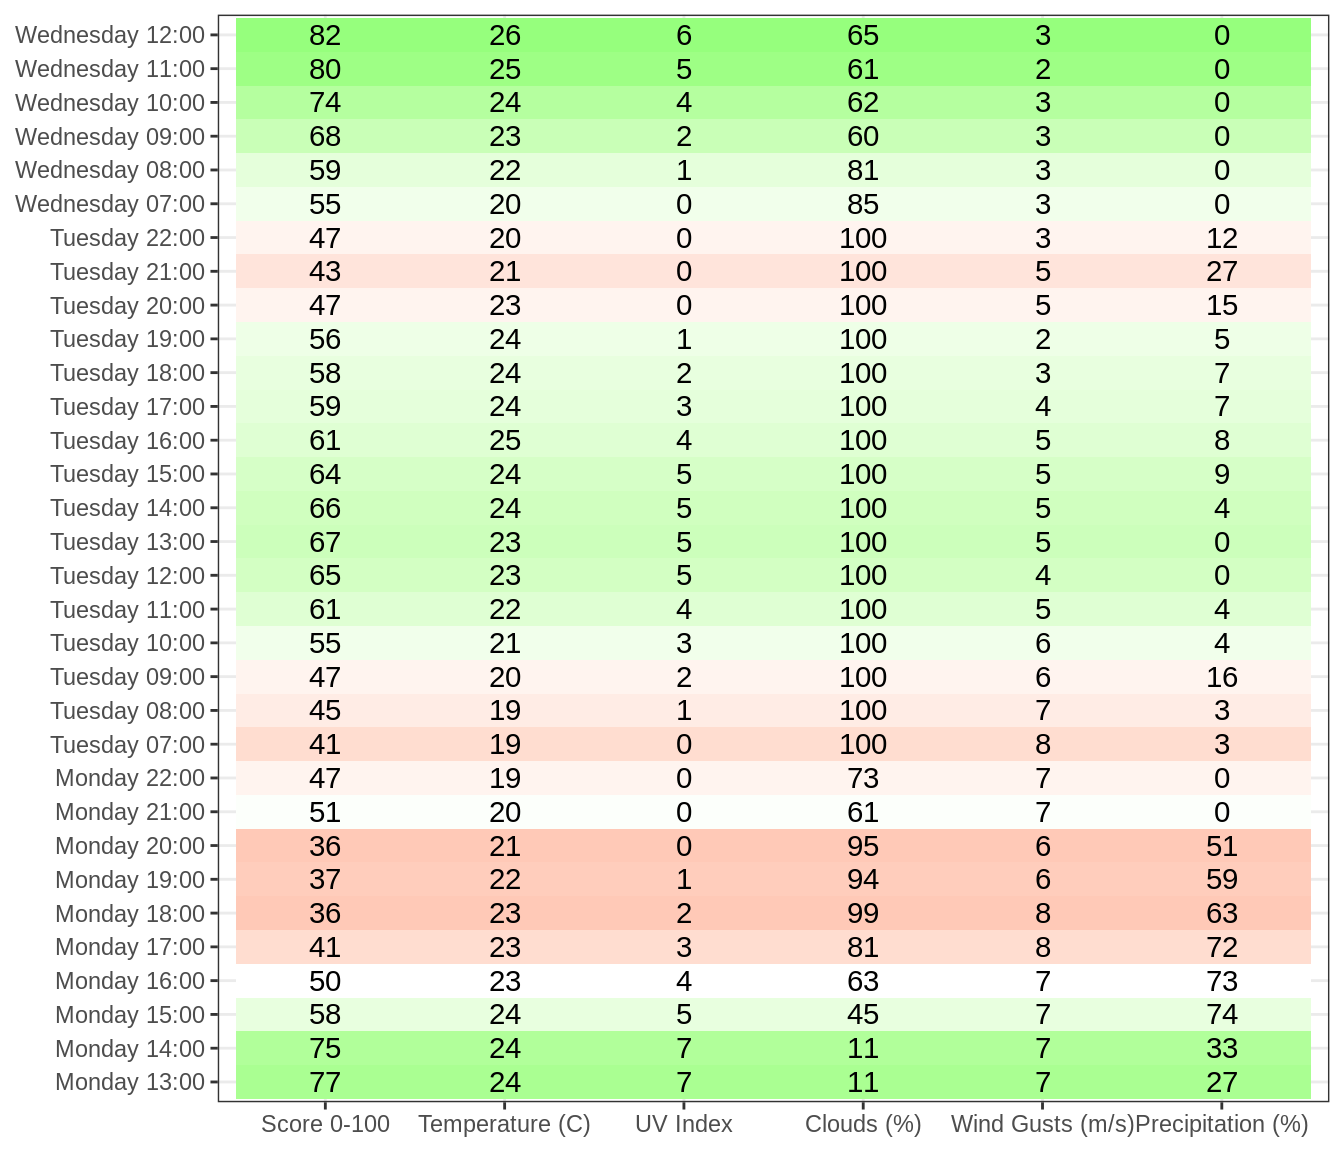 Wednesday 12:00 82 26 6 65 3 0
Wednesday 11:00 80 25 5 61 2 0
Wednesday 10:00 74 24 4 62 3 0
Wednesday 09:00 68 23 2 60 3 0
Wednesday 08:00 59 22 1 81 3 0
Wednesday 07:00 55 20 0 85 3 0
Tuesday 22:00 47 20 0 100 3 12
Tuesday 21:00 43 21 0 100 5 27
Tuesday 20:00 47 23 0 100 5 15
Tuesday 19:00 56 24 1 100 2 5
Tuesday 18:00 58 24 2 100 3 7
Tuesday 17:00 59 24 3 100 4 7
Tuesday 16:00 61 25 4 100 5 8
Tuesday 15:00 64 24 5 100 5 9
Tuesday 14:00 66 24 5 100 5 4
Tuesday 13:00 67 23 5 100 5 0
Tuesday 12:00 65 23 5 100 4 0
Tuesday 11:00 61 22 4 100 5 4
Tuesday 10:00 55 21 3 100 6 4
Tuesday 09:00 47 20 2 100 6 16
Tuesday 08:00 45 19 1 100 7 3
Tuesday 07:00 41 19 0 100 8 3
Monday 22:00 47 19 0 73 7 0
Monday 21:00 51 20 0 61 7 0
Monday 20:00 36 21 0 95 6 51
Monday 19:00 37 22 1 94 6 59
Monday 18:00 36 23 2 99 8 63
Monday 17:00 41 23 3 81 8 72
Monday 16:00 50 23 4 63 7 73
Monday 15:00 58 24 5 45 7 74
Monday 14:00 75 24 7 11 7 33
Monday 13:00 77 24 7 11 7 27
Score 0-100 Temperature (C) UV Index Clouds (%) Wind Gusts (m/s) Precipitation (%)